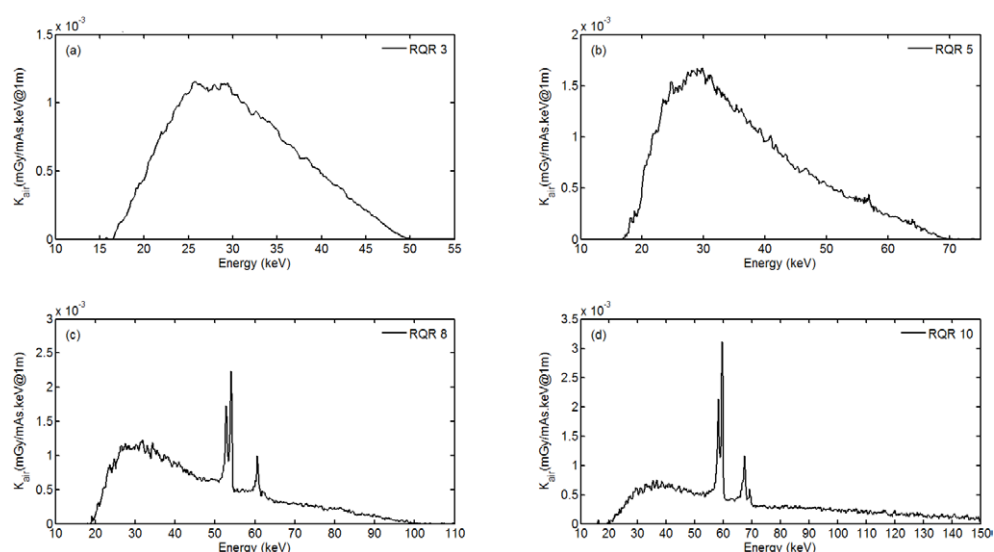 x 10⁻³
1.5
1
0.5
0
(a)
RQR 3
K_air (mGy/mAs.keV@1m)
10 15 20 25 30 35 40 45 50 55
Energy (keV)
x 10⁻³
2
1.5
1
0.5
0
(b)
RQR 5
K_air (mGy/mAs.keV@1m)
10 20 30 40 50 60 70
Energy (keV)
x 10⁻³
3
2.5
2
1.5
1
0.5
0
(c)
RQR 8
K_air (mGy/mAs.keV@1m)
10 20 30 40 50 60 70 80 90 100 110
Energy (keV)
x 10⁻³
3.5
3
2.5
2
1.5
1
0.5
0
(d)
RQR 10
K_air (mGy/mAs.keV@1m)
10 20 30 40 50 60 70 80 90 100 110 120 130 140 150
Energy (keV)